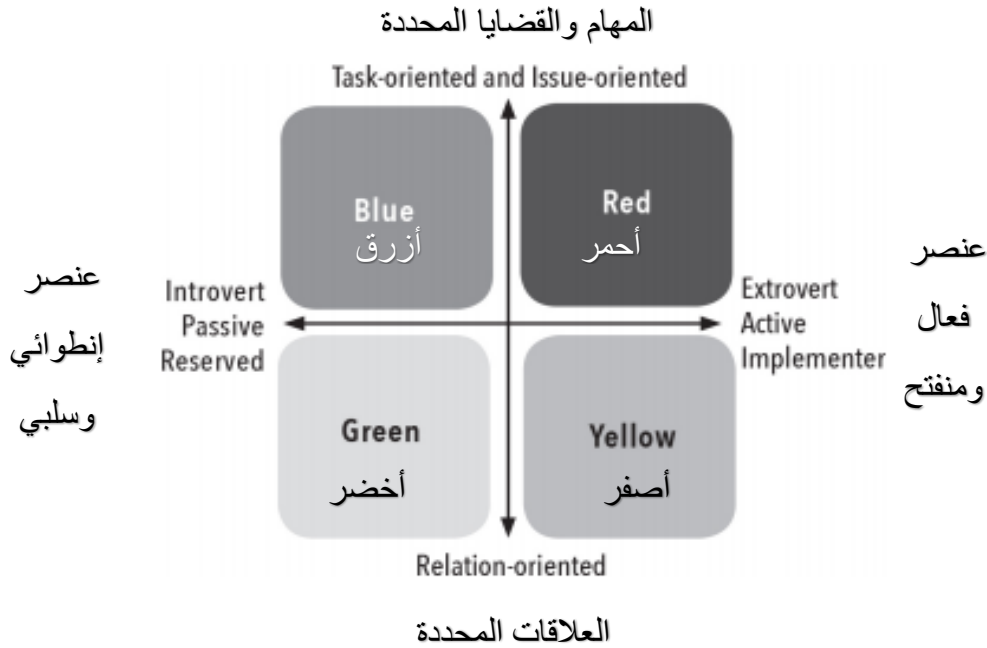 المهام والقضايا المحددة
Task-oriented and Issue-oriented
Blue
أزرق
Red
أحمر
عنصر
إنطوائي
وسلبي
Introvert
Passive
Reserved
Extrovert
Active
Implementer
عنصر
فعال
ومنفتح
Green
أخضر
Yellow
أصفر
Relation-oriented
العلاقات المحددة